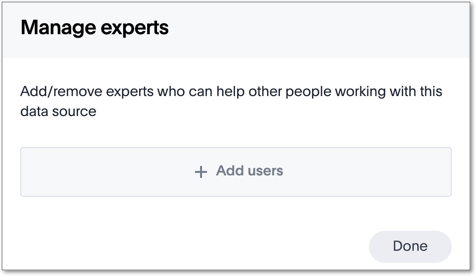 Manage experts
Add/remove experts who can help other people working with this
data source
+ Add users
Done